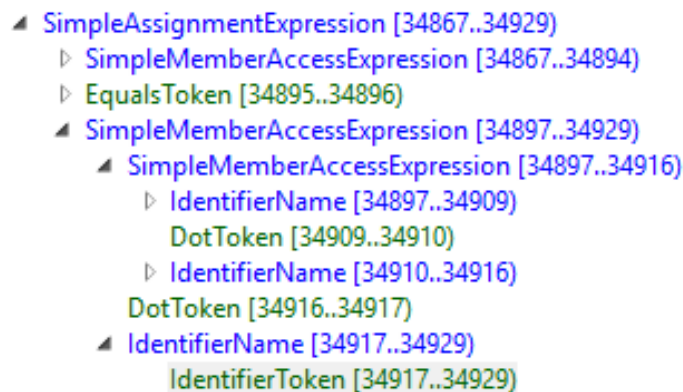 SimpleAssignmentExpression [34867..34929)
SimpleMemberAccessExpression [34867..34894)
EqualsToken [34895..34896)
SimpleMemberAccessExpression [34897..34929)
SimpleMemberAccessExpression [34897..34916)
IdentifierName [34897..34909)
DotToken [34909..34910)
IdentifierName [34910..34916)
DotToken [34916..34917)
IdentifierName [34917..34929)
IdentifierToken [34917..34929)